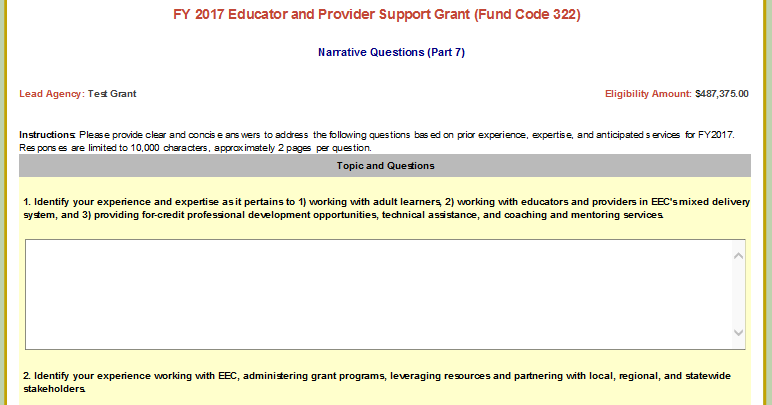 FY 2017 Educator and Provider Support Grant (Fund Code 322)
Narrative Questions (Part 7)
Lead Agency: Test Grant Eligibility Amount: $487,375.00
Instructions: Please provide clear and concise answers to address the following questions based on prior experience, expertise, and anticipated services for FY2017.
Responses are limited to 10,000 characters, approximately 2 pages per question.
Topic and Questions
1. Identify your experience and expertise as it pertains to 1) working with adult learners, 2) working with educators and providers in EEC's mixed delivery
system, and 3) providing for-credit professional development opportunities, technical assistance, and coaching and mentoring services.
2. Identify your experience working with EEC, administering grant programs, leveraging resources and partnering with local, regional, and statewide
stakeholders.